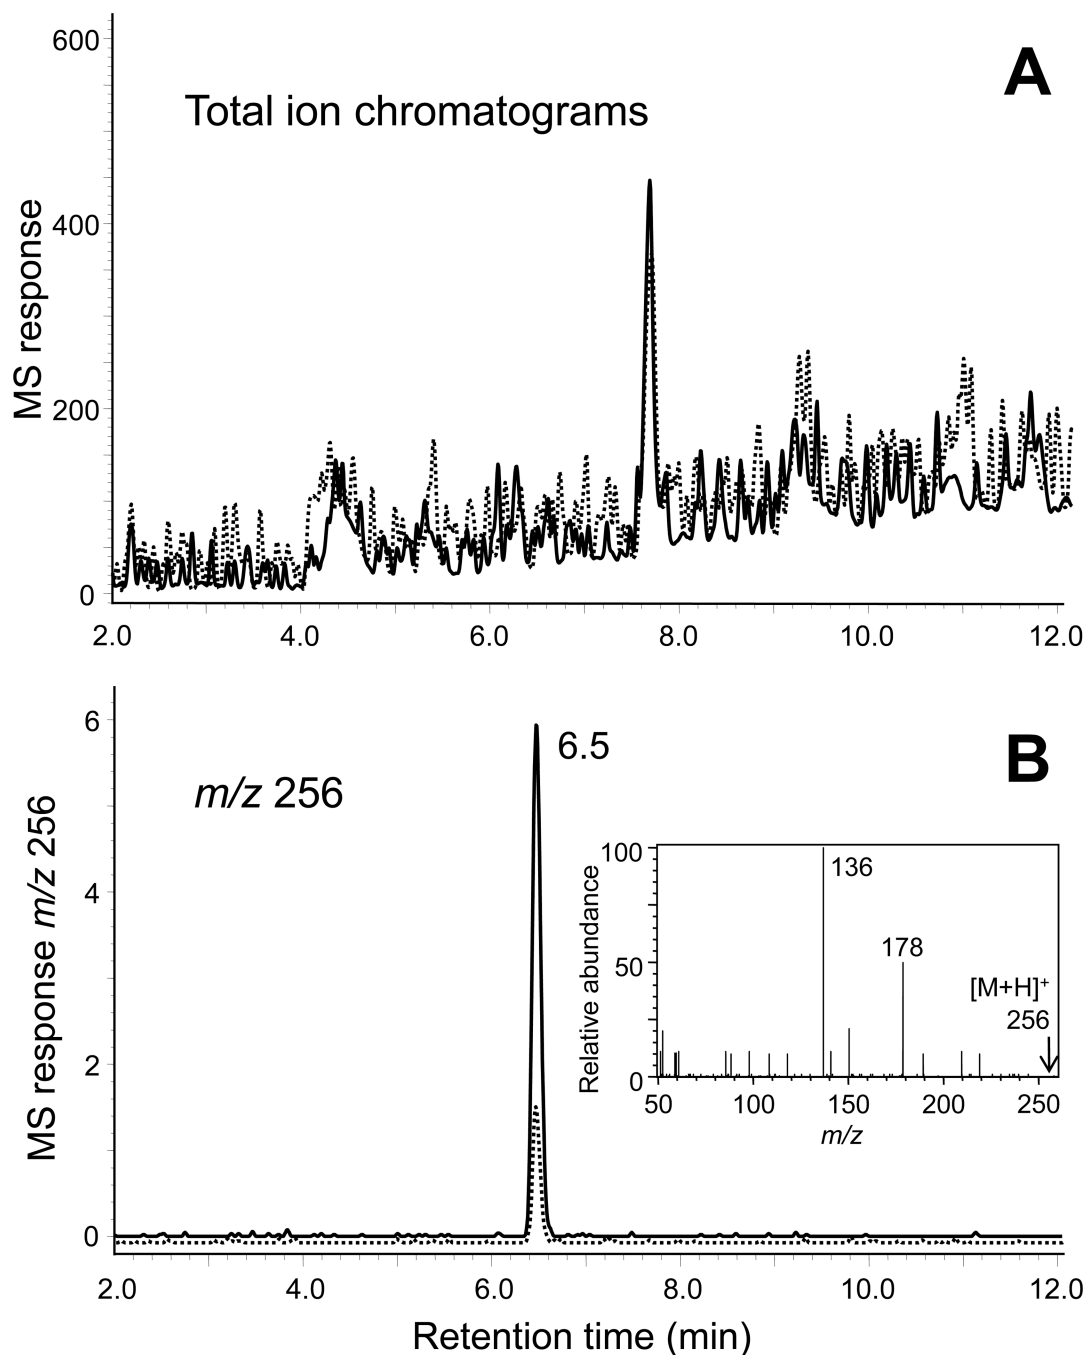 A
Total ion chromatograms
MS response
600
400
200
0
2.0 4.0 6.0 8.0 10.0 12.0
B
m/z 256
6.5
MS response m/z 256
6
4
2
0
Relative abundance
100
50
0
136
178
[M+H]⁺
256
50 100 150 200 250
m/z
2.0 4.0 6.0 8.0 10.0 12.0
Retention time (min)